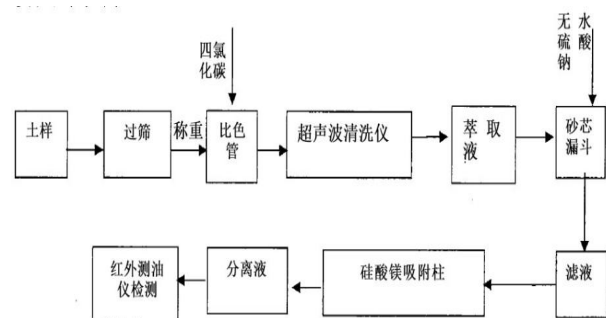 四氯
化碳
无 水
硫 酸
钠
土样
过筛
称重
比色
管
超声波清洗仪
萃 取
液
砂芯
漏斗
红外测油
仪检测
分离液
硅酸镁吸附柱
滤液